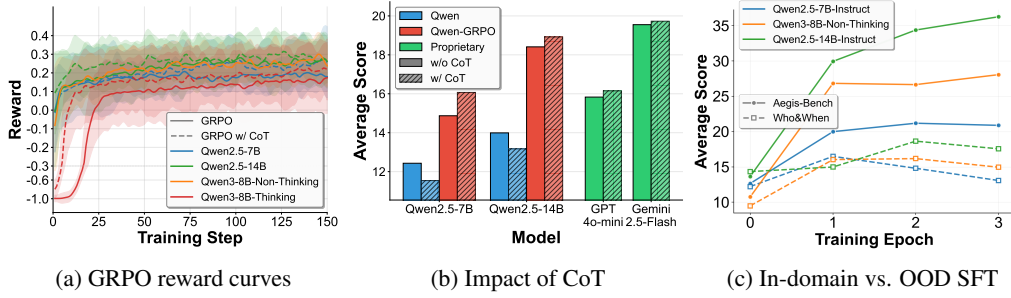 Reward
0.4
0.3
0.2
0.1
0.0
-0.1
-0.3
-0.6
-1.0
GRPO
GRPO w/ CoT
Qwen2.5-7B
Qwen2.5-14B
Qwen3-8B-Non-Thinking
Qwen3-8B-Thinking
0 25 50 75 100 125 150
Training Step
(a) GRPO reward curves
Average Score
20
18
16
14
12
Qwen
Qwen-GRPO
Proprietary
w/o CoT
w/ CoT
Qwen2.5-7B Qwen2.5-14B GPT 4o-mini Gemini 2.5-Flash
Model
(b) Impact of CoT
Average Score
35
30
25
20
15
10
Qwen2.5-7B-Instruct
Qwen3-8B-Non-Thinking
Qwen2.5-14B-Instruct
Aegis-Bench
Who&When
0 1 2 3
Training Epoch
(c) In-domain vs. OOD SFT